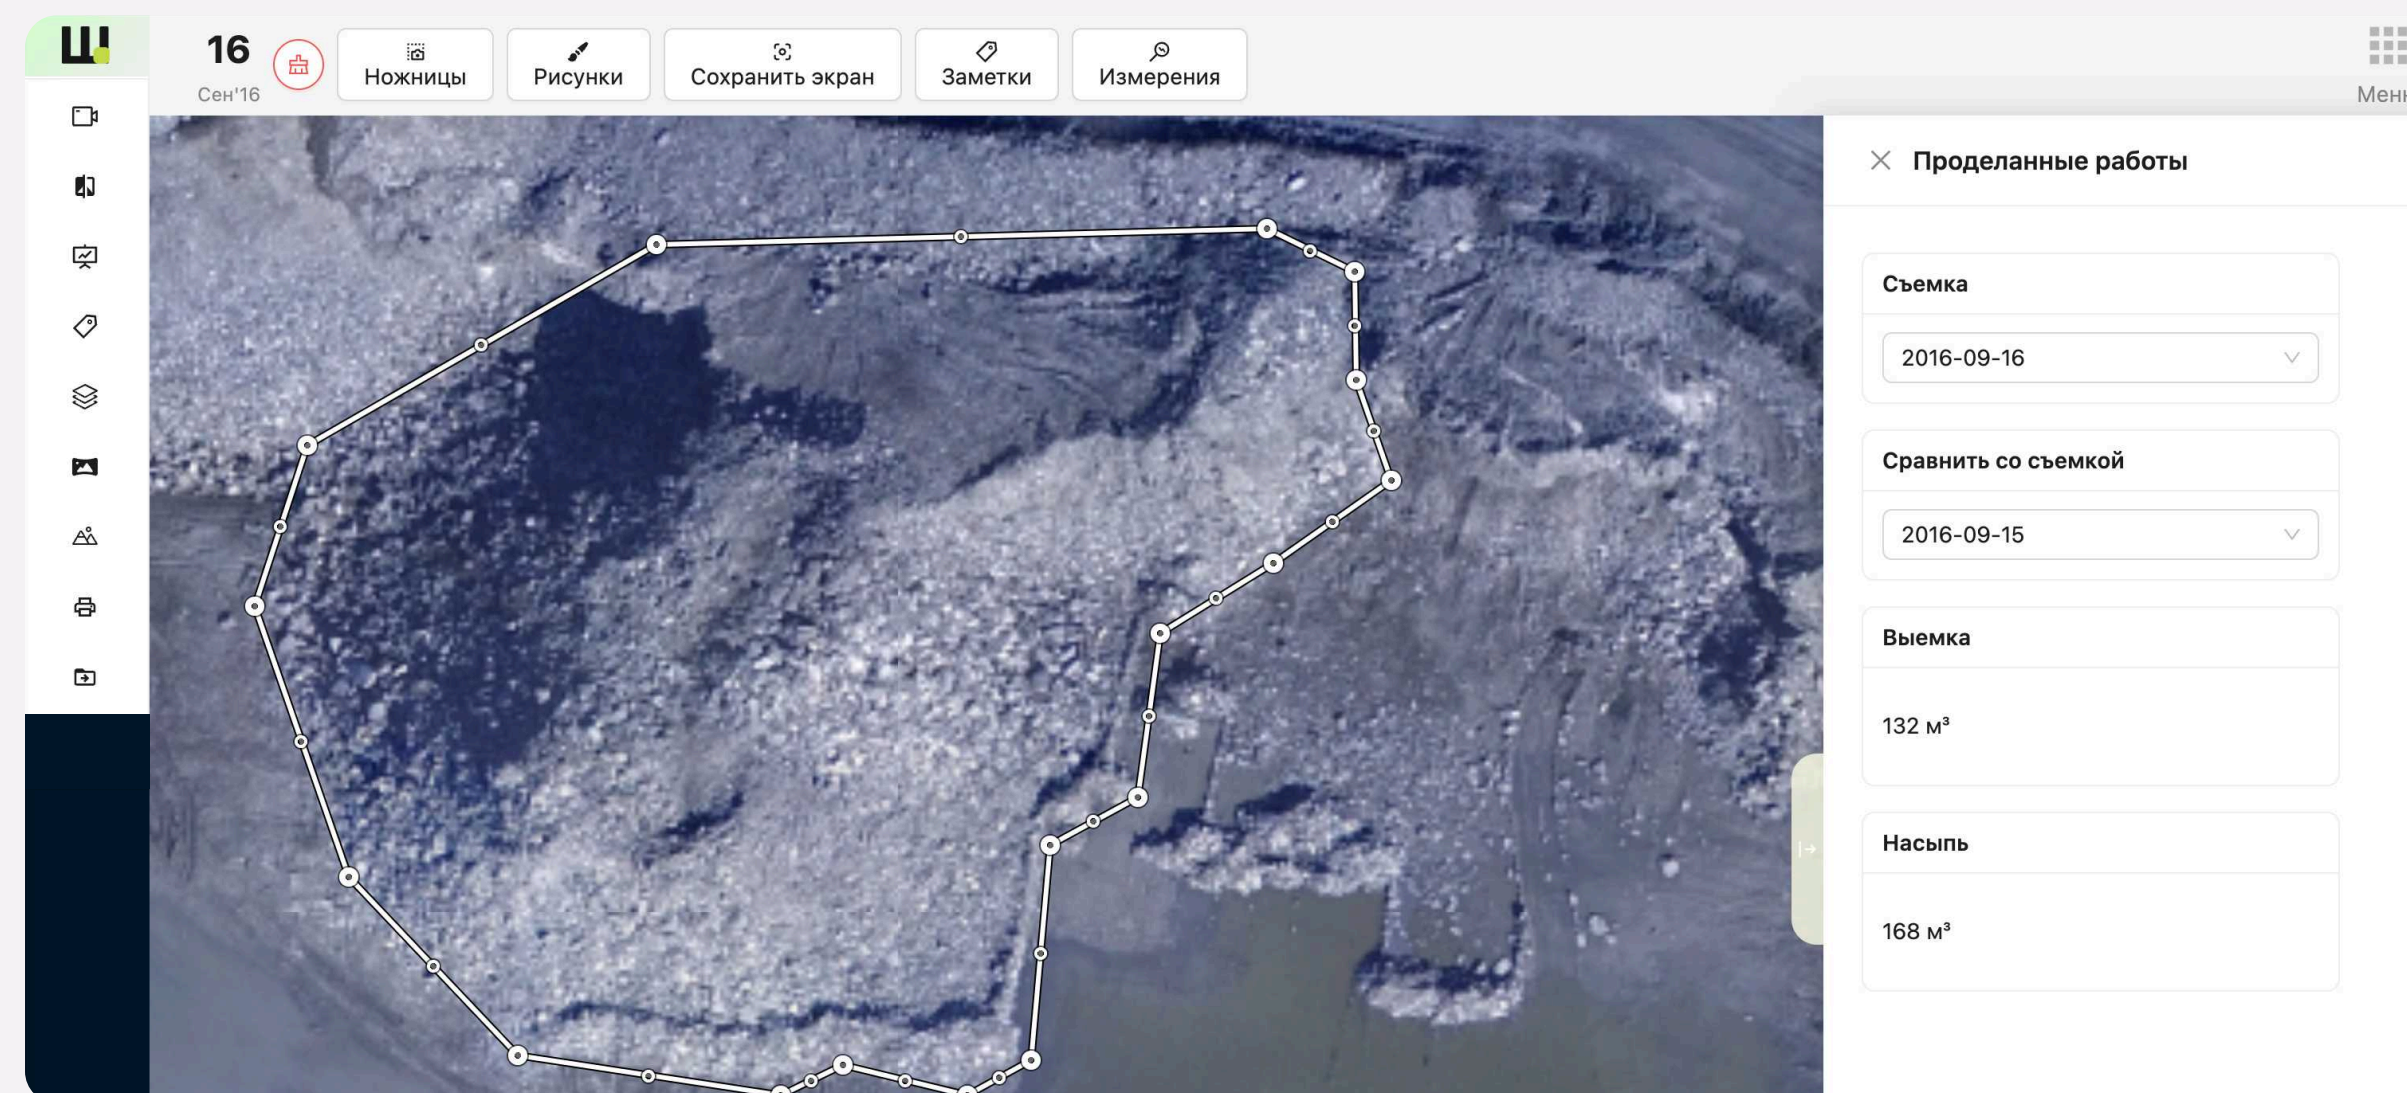 Ш
16
Сен'16
Ножницы
Рисунки
Сохранить экран
Заметки
Измерения
Проделанные работы
Съемка
2016-09-16
Сравнить со съемкой
2016-09-15
Выемка
132 м³
Насыпь
168 м³